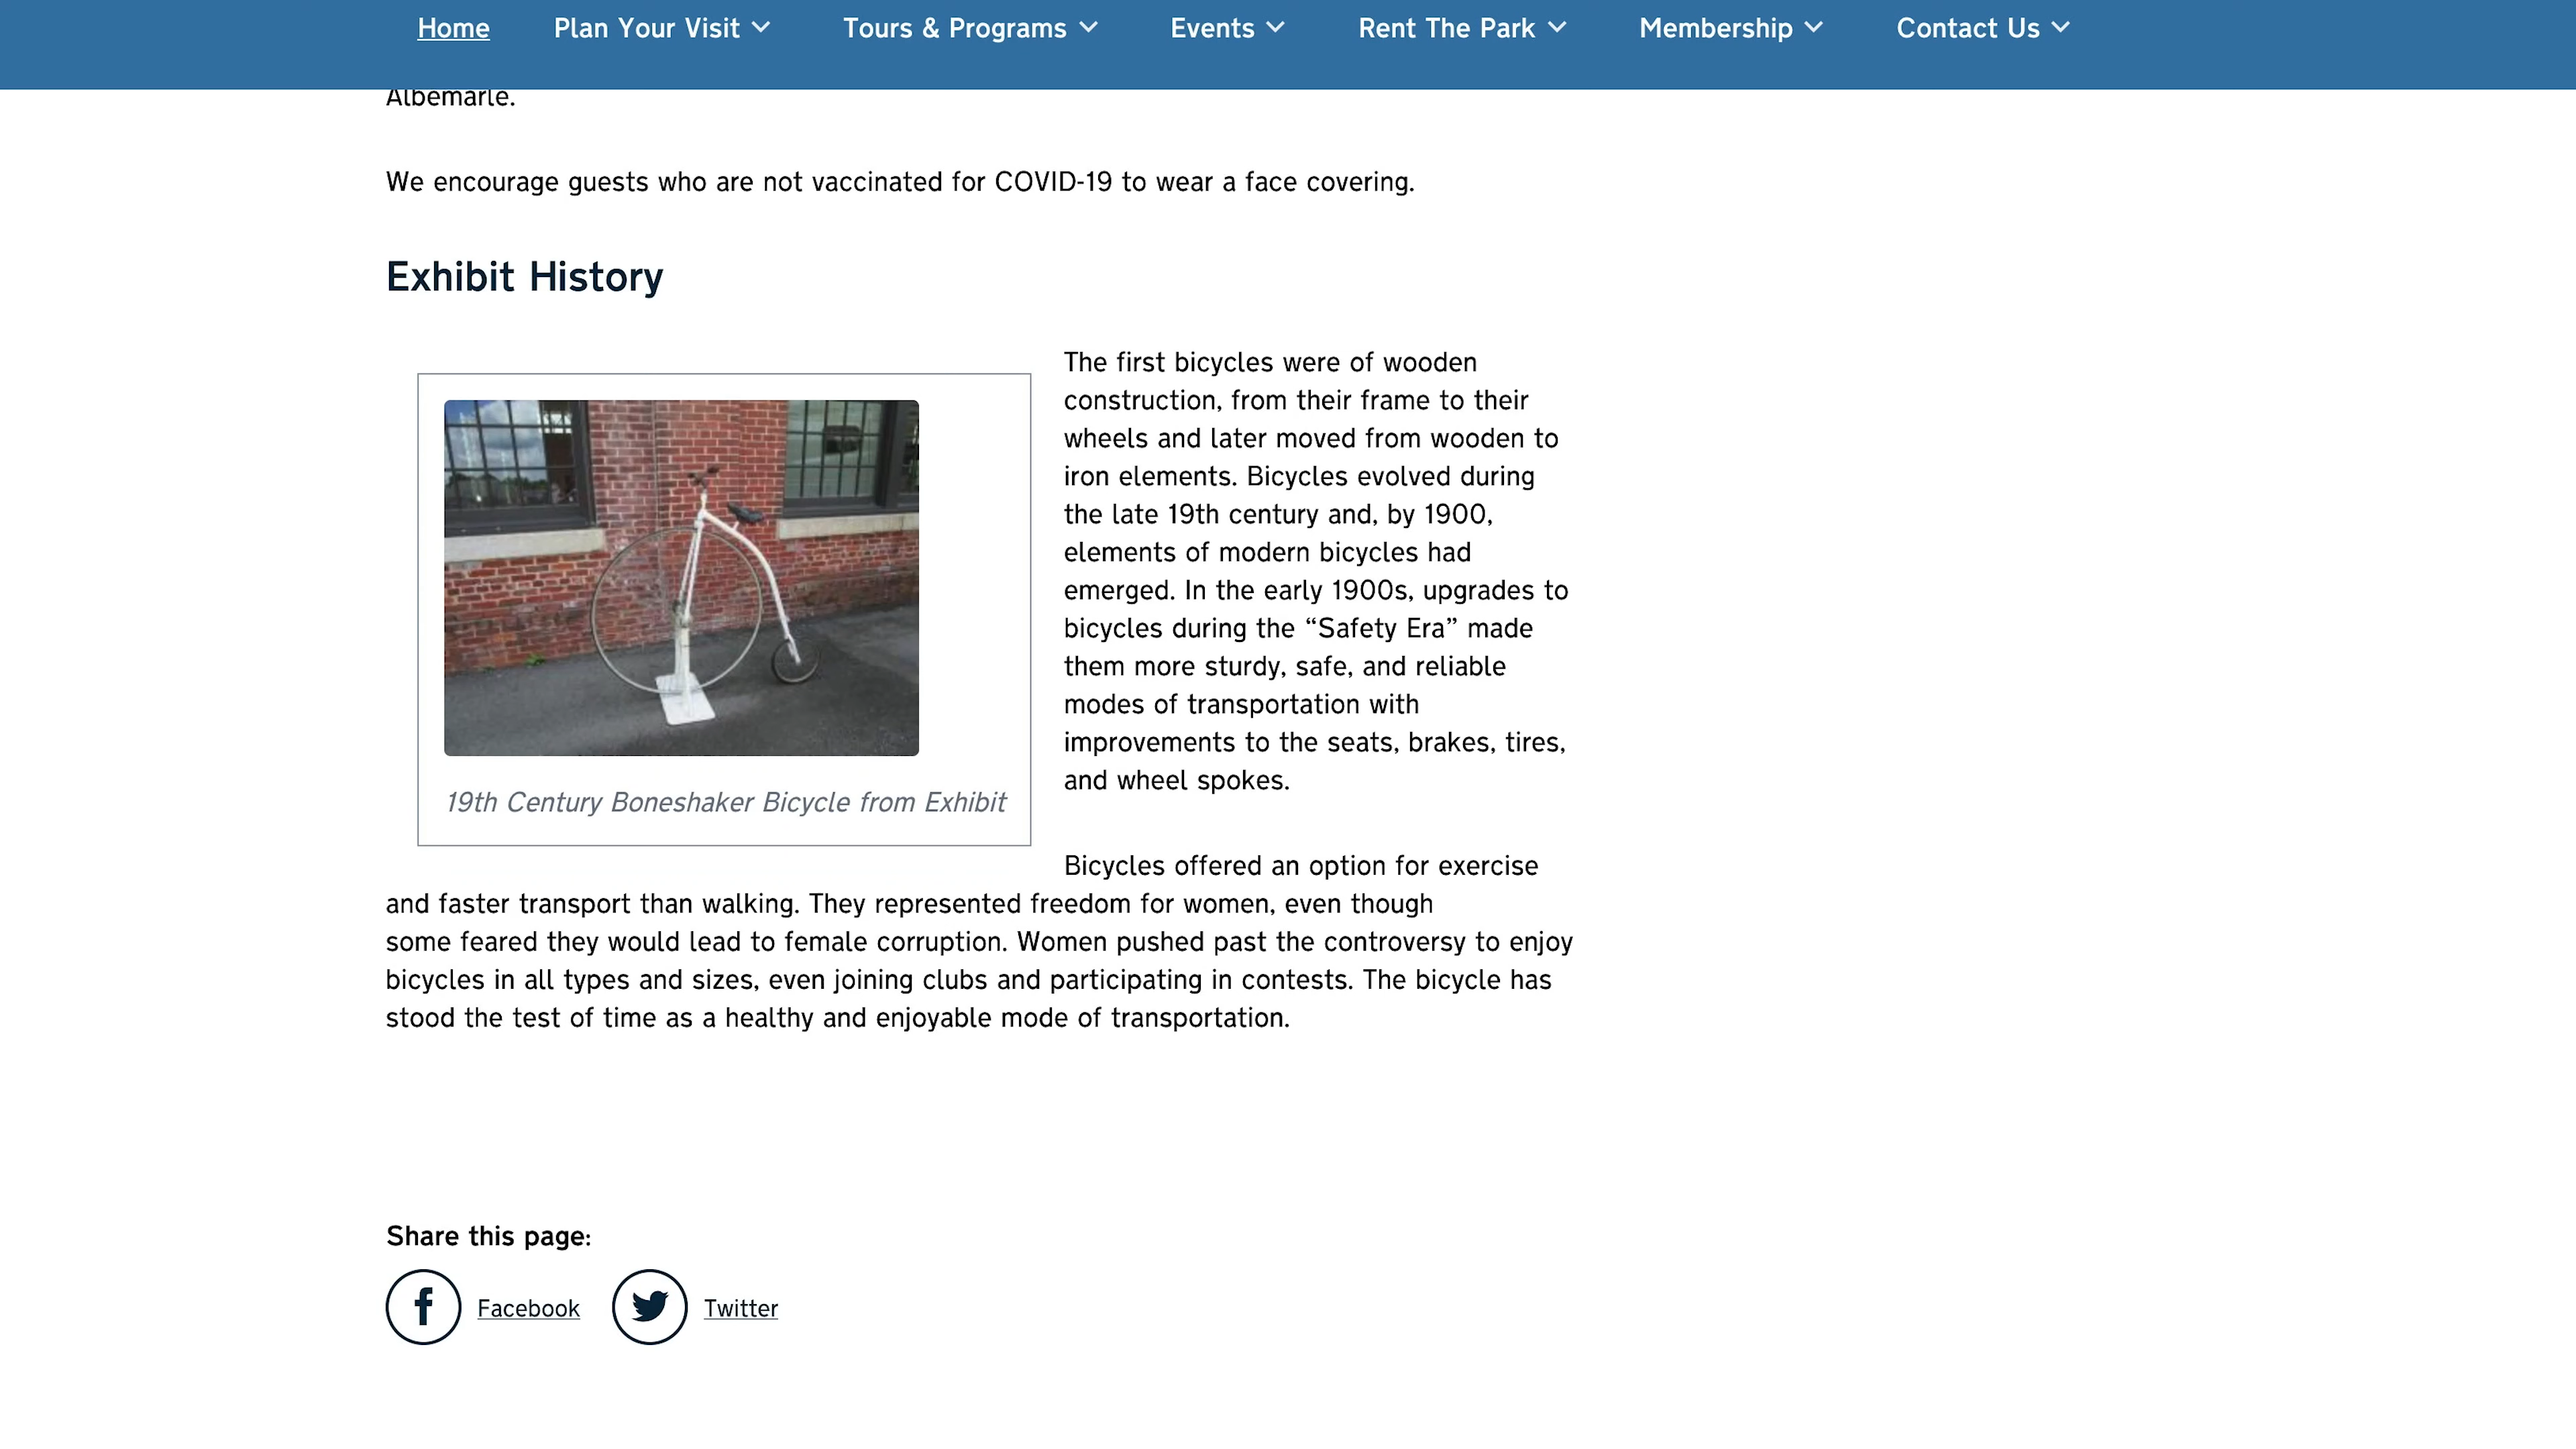 Home Plan Your Visit Tours & Programs Events Rent The Park Membership Contact Us
Albemarle.
We encourage guests who are not vaccinated for COVID-19 to wear a face covering.
Exhibit History
The first bicycles were of wooden
construction, from their frame to their
wheels and later moved from wooden to
iron elements. Bicycles evolved during
the late 19th century and, by 1900,
elements of modern bicycles had
emerged. In the early 1900s, upgrades to
bicycles during the “Safety Era” made
them more sturdy, safe, and reliable
modes of transportation with
improvements to the seats, brakes, tires,
and wheel spokes.
19th Century Boneshaker Bicycle from Exhibit
Bicycles offered an option for exercise
and faster transport than walking. They represented freedom for women, even though
some feared they would lead to female corruption. Women pushed past the controversy to enjoy
bicycles in all types and sizes, even joining clubs and participating in contests. The bicycle has
stood the test of time as a healthy and enjoyable mode of transportation.
Share this page:
Facebook Twitter